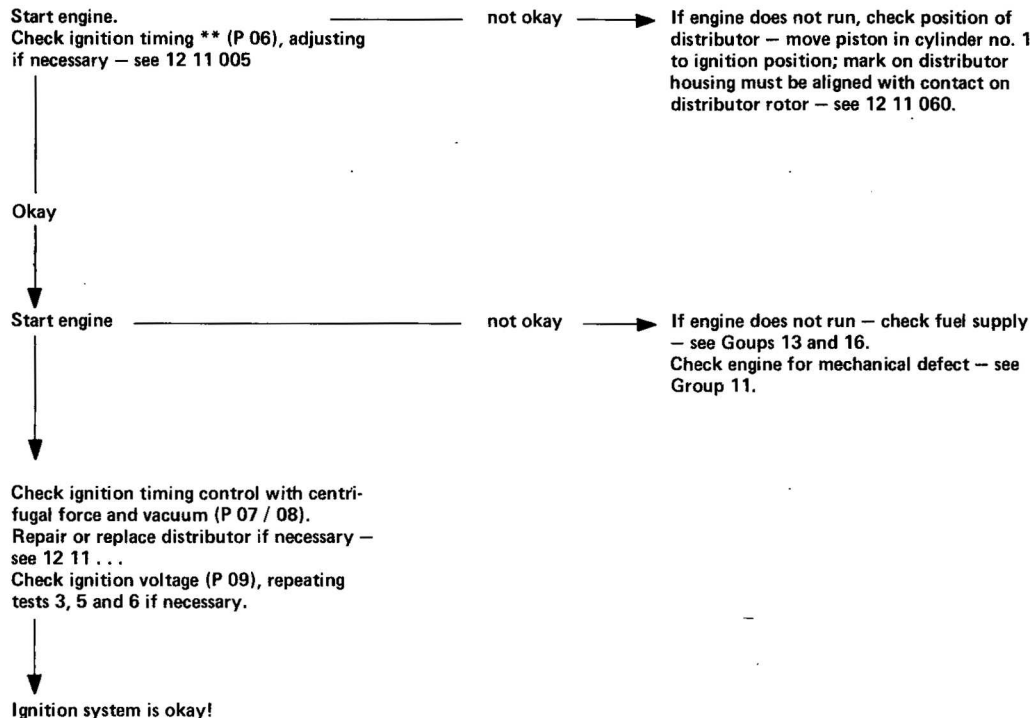 Start engine.
Check ignition timing ** (P 06), adjusting
if necessary — see 12 11 005
not okay
If engine does not run, check position of
distributor — move piston in cylinder no. 1
to ignition position; mark on distributor
housing must be aligned with contact on
distributor rotor — see 12 11 060.
Okay
Start engine
not okay
If engine does not run — check fuel supply
— see Goups 13 and 16.
Check engine for mechanical defect — see
Group 11.
Check ignition timing control with centri-
fugal force and vacuum (P 07 / 08).
Repair or replace distributor if necessary —
see 12 11 . . .
Check ignition voltage (P 09), repeating
tests 3, 5 and 6 if necessary.
Ignition system is okay!